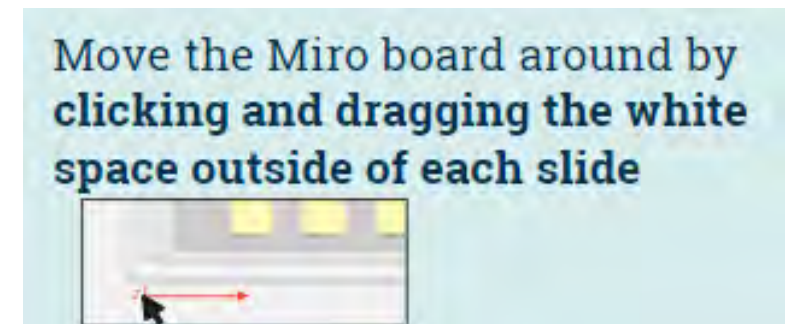 Move the Miro board around by
clicking and dragging the white
space outside of each slide